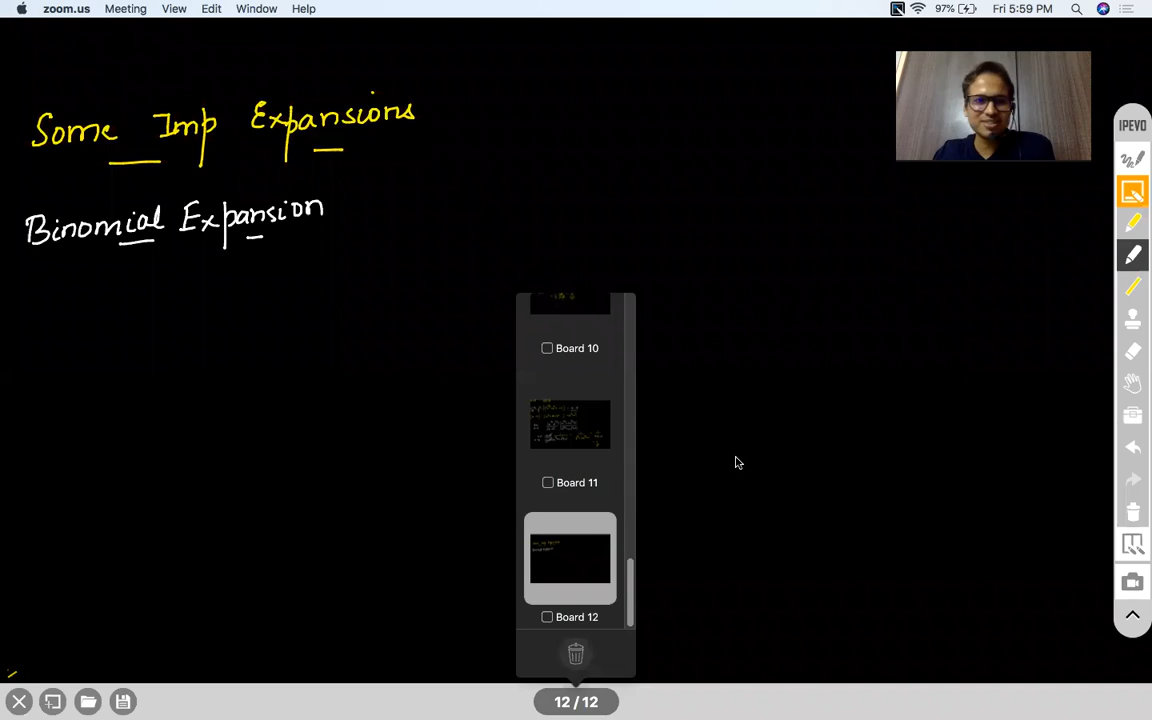 zoom.us Meeting View Edit Window Help 97% Fri 5:59 PM
Some Imp Expansions
Binomial Expansion
IPEVO
Board 10
Board 11
Board 12
12 / 12